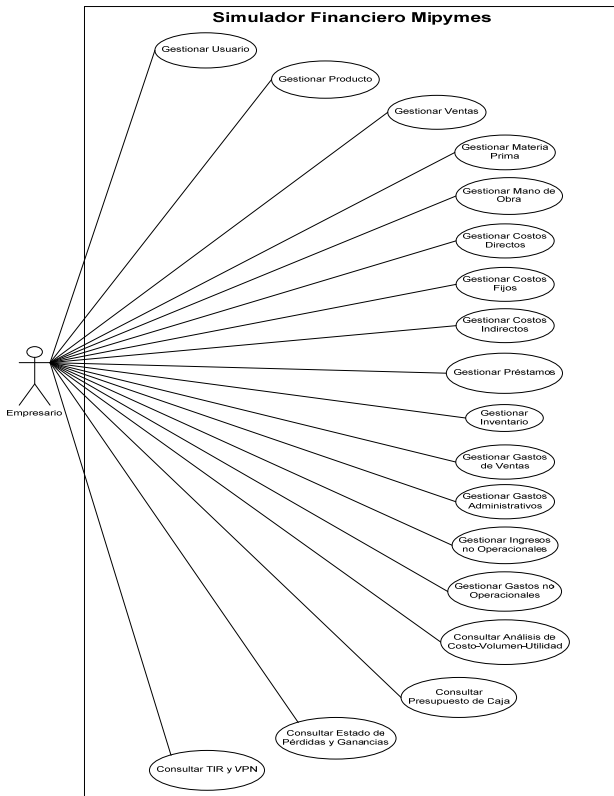 Simulador Financiero Mipymes
Gestionar Usuario
Gestionar Producto
Gestionar Ventas
Gestionar Materia
Prima
Gestionar Mano de
Obra
Gestionar Costos
Directos
Gestionar Costos
Fijos
Gestionar Costos
Indirectos
Empresario
Gestionar Préstamos
Gestionar
Inventario
Gestionar Gastos
de Ventas
Gestionar Gastos
Administrativos
Gestionar Ingresos
no Operacionales
Gestionar Gastos no
Operacionales
Consultar Análisis de
Costo-Volumen-Utilidad
Consultar
Presupuesto de Caja
Consultar Estado de
Pérdidas y Ganancias
Consultar TIR y VPN